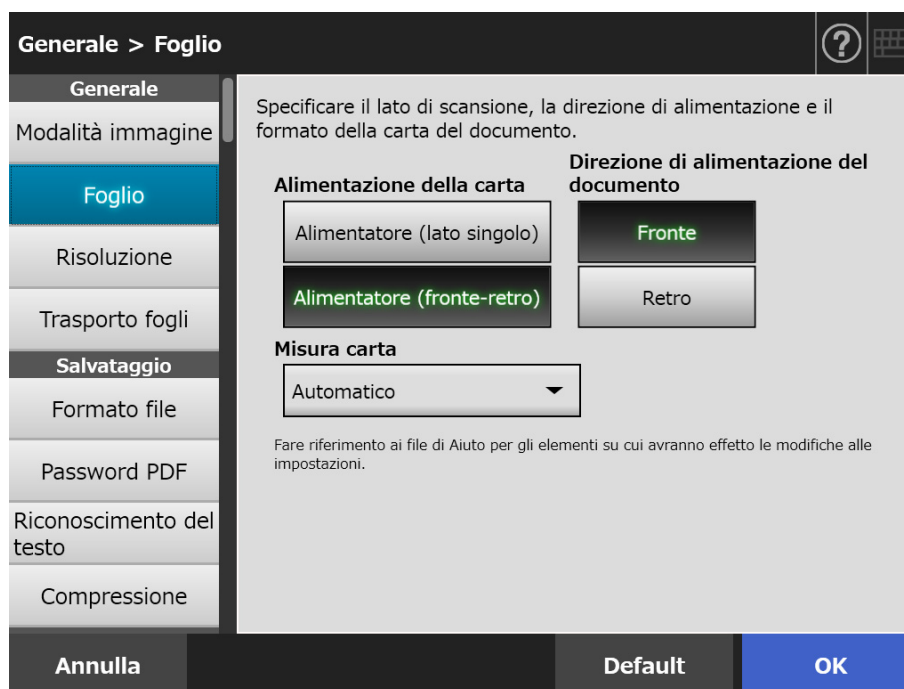 Generale > Foglio
Generale
Modalità immagine
Foglio
Risoluzione
Trasporto fogli
Salvataggio
Formato file
Password PDF
Riconoscimento del
testo
Compressione
Specificare il lato di scansione, la direzione di alimentazione e il
formato della carta del documento.
Alimentazione della carta
Alimentatore (lato singolo)
Alimentatore (fronte-retro)
Direzione di alimentazione del
documento
Fronte
Retro
Misura carta
Automatico
Fare riferimento ai file di Aiuto per gli elementi su cui avranno effetto le modifiche alle
impostazioni.
Annulla
Default
OK